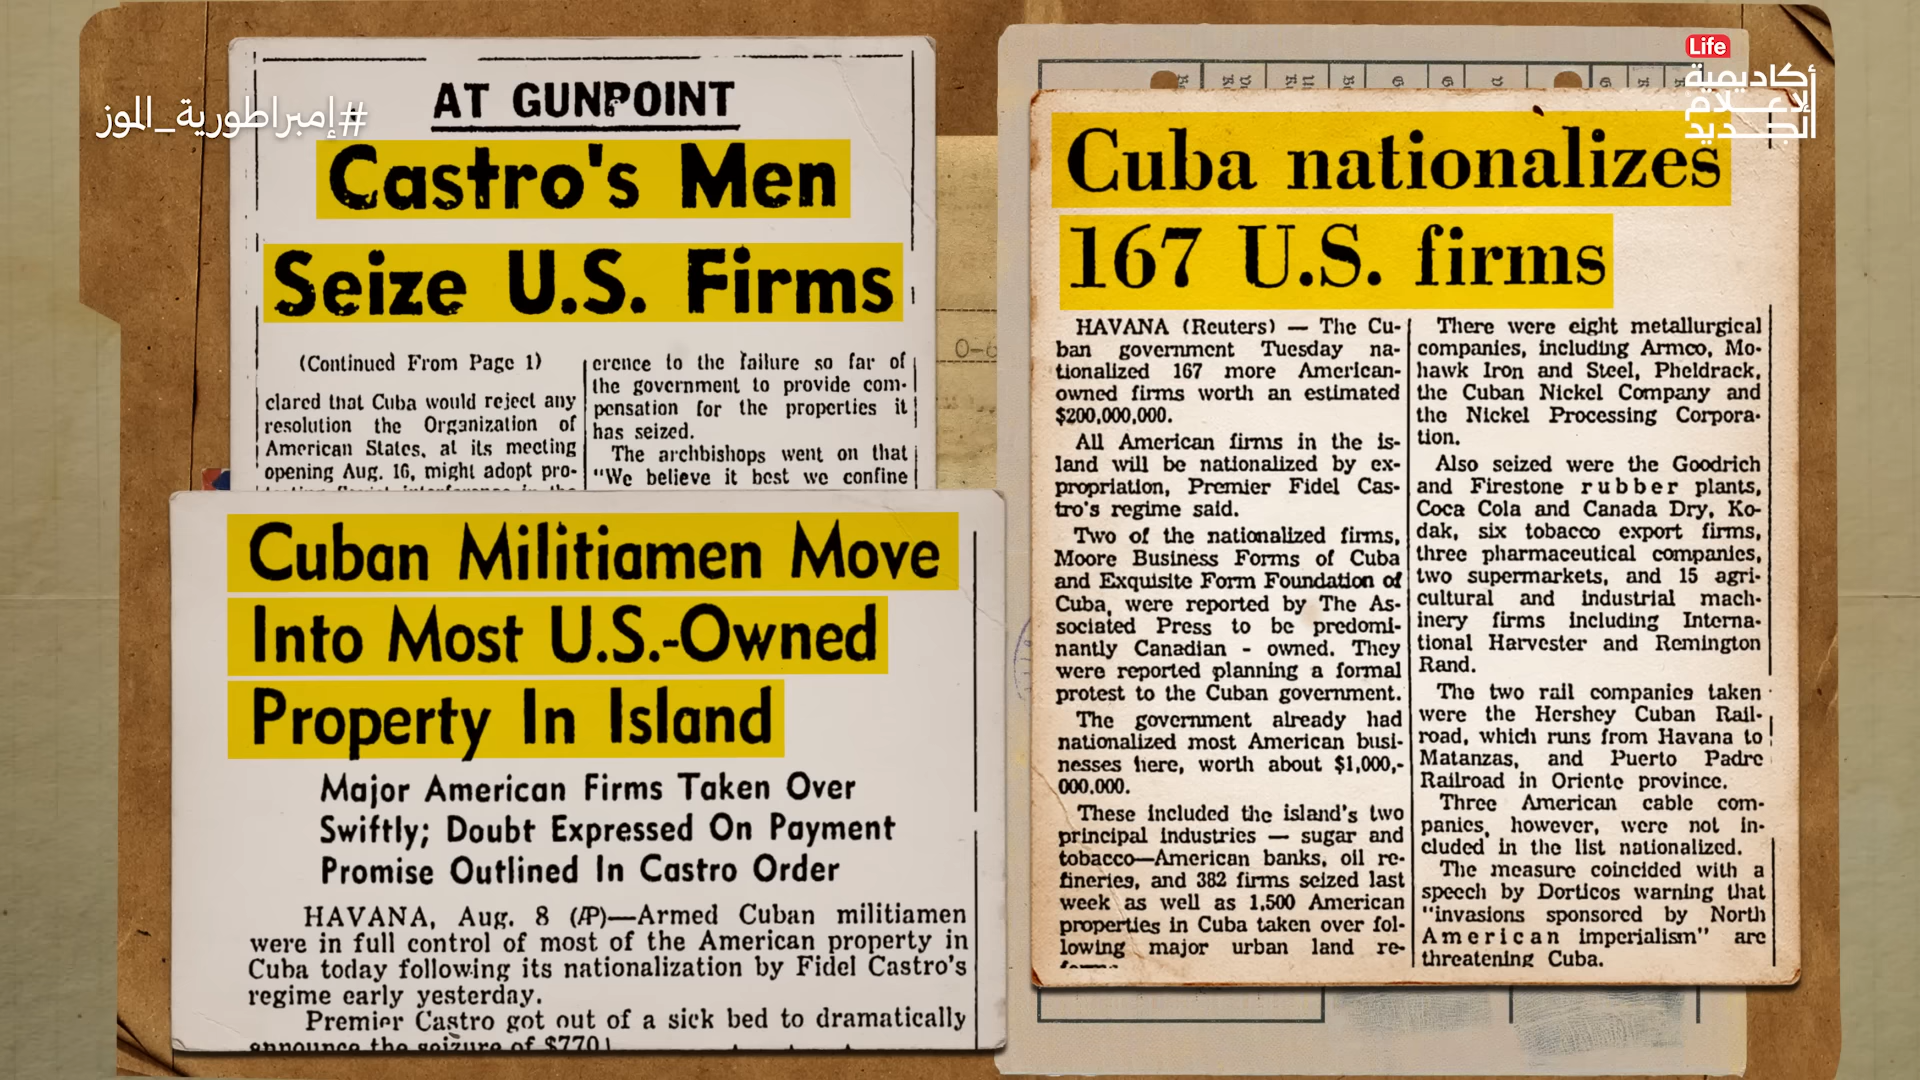 #إمبراطورية_الموز
Life
أكاديمية
الإعلام
الجديد
AT GUNPOINT
Castro's Men
Seize U.S. Firms
(Continued From Page 1)
clared that Cuba would reject any
resolution the Organization of
American States, at its meeting
opening Aug. 16, might adopt pro-
erence to the failure so far of
the government to provide com-
pensation for the properties it
has seized.
The archbishops went on that
"We believe it best we confine
Cuban Militiamen Move
Into Most U.S.-Owned
Property In Island
Major American Firms Taken Over
Swiftly; Doubt Expressed On Payment
Promise Outlined In Castro Order
HAVANA, Aug. 8 (AP)—Armed Cuban militiamen
were in full control of most of the American property in
Cuba today following its nationalization by Fidel Castro's
regime early yesterday.
Premier Castro got out of a sick bed to dramatically
announce the seizure of $770
Cuba nationalizes
167 U.S. firms
HAVANA (Reuters) — The Cu-
ban government Tuesday na-
tionalized 167 more American-
owned firms worth an estimated
$200,000,000.
All American firms in the is-
land will be nationalized by ex-
propriation, Premier Fidel Cas-
tro's regime said.
Two of the nationalized firms,
Moore Business Forms of Cuba
and Exquisite Form Foundation of
Cuba, were reported by The As-
sociated Press to be predomi-
nantly Canadian - owned. They
were reported planning a formal
protest to the Cuban government.
The government already had
nationalized most American busi-
nesses here, worth about $1,000,-
000,000.
These included the island's two
principal industries — sugar and
tobacco—American banks, oil re-
fineries, and 382 firms seized last
week as well as 1,500 American
properties in Cuba taken over fol-
lowing major urban land re-
There were eight metallurgical
companies, including Armco, Mo-
hawk Iron and Steel, Pheldrack,
the Cuban Nickel Company and
the Nickel Processing Corpora-
tion.
Also seized were the Goodrich
and Firestone rubber plants,
Coca Cola and Canada Dry, Ko-
dak, six tobacco export firms,
three pharmaceutical companies,
two supermarkets, and 15 agri-
cultural and industrial mach-
inery firms including Interna-
tional Harvester and Remington
Rand.
The two rail companies taken
were the Hershey Cuban Rail-
road, which runs from Havana to
Matanzas, and Puerto Padre
Railroad in Oriente province.
Three American cable com-
panies, however, were not in-
cluded in the list nationalized.
The measure coincided with a
speech by Dorticos warning that
"invasions sponsored by North
American imperialism" are
threatening Cuba.